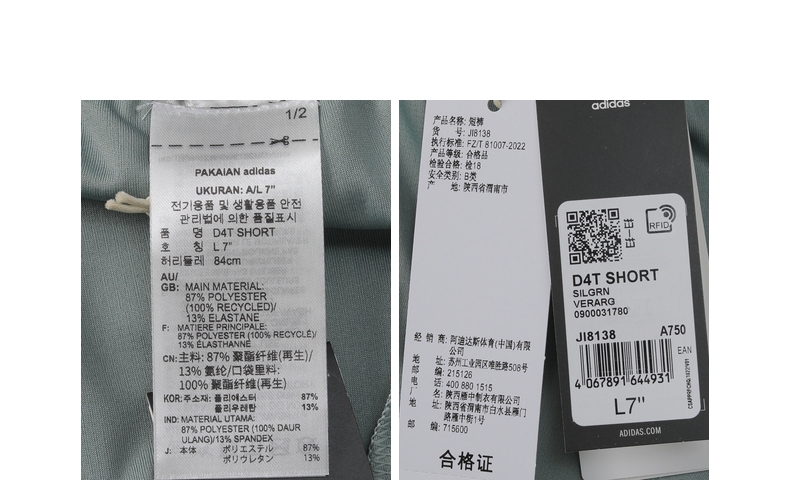 1/2
PAKAIAN adidas
UKURAN: A/L 7"
전기용품 및 생활용품 안전
관리법에 의한 품질표시
품 명 D4T SHORT
호 칭 L 7"
허리둘레 84cm
AU/
GB: MAIN MATERIAL:
87% POLYESTER
(100% RECYCLED)/
13% ELASTANE
F: MATIERE PRINCIPALE:
87% POLYESTER (100% RECYCLÉ)/
13% ÉLASTHANNE
CN: 主料: 87% 聚酯纤维(再生)/
13% 氨纶/口袋里料:
100% 聚酯纤维(再生)
KOR: 주소재: 폴리에스터 87%
폴리우레탄 13%
IND: MATERIAL UTAMA:
87% POLYESTER (100% DAUR
ULANG)/13% SPANDEX
J: 本体 ポリエステル 87%
ポリウレタン 13%
产品名称: 短裤
货 号: JI8138
执行标准: FZ/T 81007-2022
产品等级: 合格品
检验合格: 检18
安全类别: B类
产 地: 陕西省渭南市
经 销 商: 阿迪达斯体育(中国)有限
公司
地 址: 苏州工业园区唯胜路508号
邮 编: 215126
电 话: 400 880 1515
厂 名: 陕西雁中制衣有限公司
地 址: 陕西省渭南市白水县雁门
路雁中街1号
邮 编: 715600
合格证
adidas
RFID
D4T SHORT
SILGRN
VERARG
0900031780
JI8138 A750
EAN
4 067891 644931
L7"
ADIDAS.COM